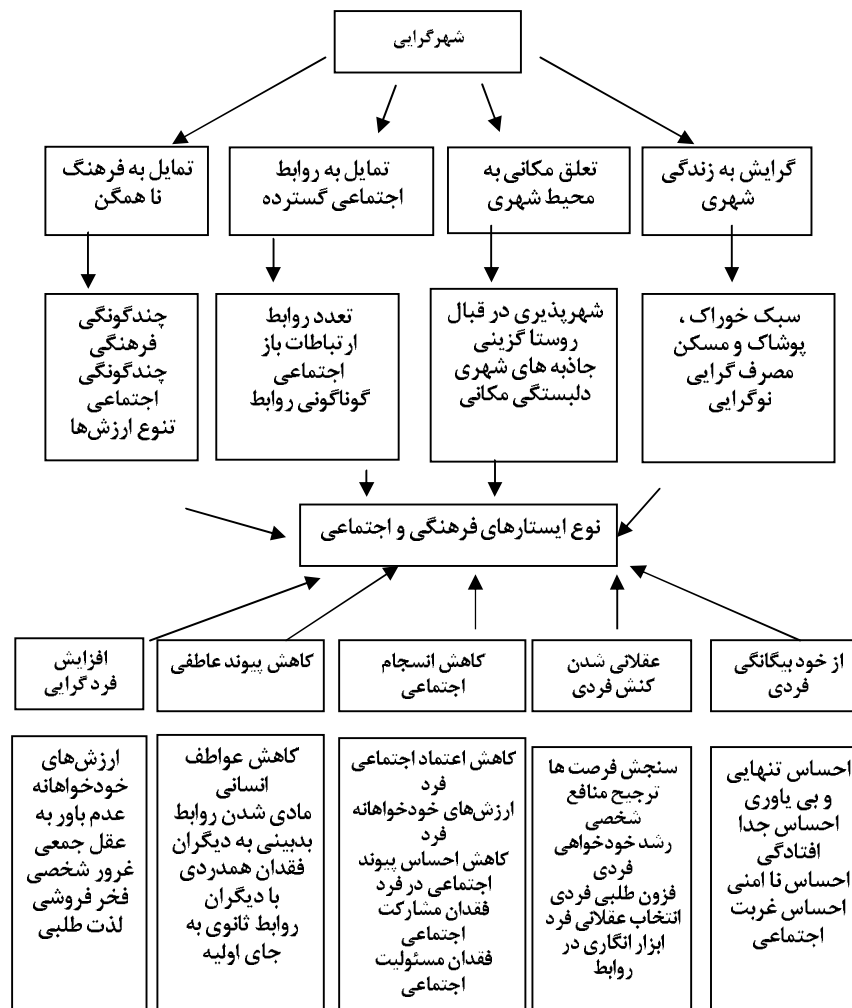 شهرگرایی
گرایش به زندگی
شهری
تعلق مکانی به
محیط شهری
تمایل به روابط
اجتماعی گسترده
تمایل به فرهنگ
نا همگن
سبک خوراک ،
پوشاک و مسکن
مصرف گرایی
نوگرایی
شهرپذیری در قبال
روستا گزینی
جاذبه های شهری
دلبستگی مکانی
تعدد روابط
ارتباطات باز
اجتماعی
گوناگونی روابط
چندگونگی
فرهنگی
چندگونگی
اجتماعی
تنوع ارزش‌ها
نوع ایستارهای فرهنگی و اجتماعی
از خود بیگانگی
فردی
عقلانی شدن
کنش فردی
کاهش انسجام
اجتماعی
کاهش پیوند عاطفی
افزایش
فرد گرایی
احساس تنهایی
و بی یاوری
احساس جدا
افتادگی
احساس نا امنی
احساس غربت
اجتماعی
سنجش فرصت ها
ترجیح منافع
شخصی
رشد خودخواهی
فردی
فزون طلبی فردی
انتخاب عقلانی فرد
ابزار انگاری در
روابط
کاهش اعتماد اجتماعی
فرد
ارزش‌های خودخواهانه
فرد
کاهش احساس پیوند
اجتماعی در فرد
فقدان مشارکت
اجتماعی
فقدان مسئولیت
اجتماعی
کاهش عواطف
انسانی
مادی شدن روابط
بدبینی به دیگران
فقدان همدردی
با دیگران
روابط ثانوی به
جای اولیه
ارزش‌های
خودخواهانه
عدم باور به
عقل جمعی
غرور شخصی
فخر فروشی
لذت طلبی